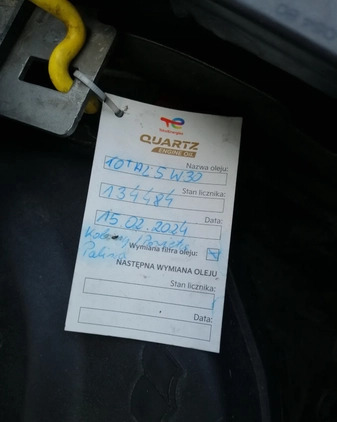 TotalEnergies
QUARTZ
ENGINE OIL
Nazwa oleju:
TOTAL 5W30
Stan licznika:
134484
Data:
15.02.2024
Wymiana filtra oleju:
NASTĘPNA WYMIANA OLEJU
Stan licznika:
Data: